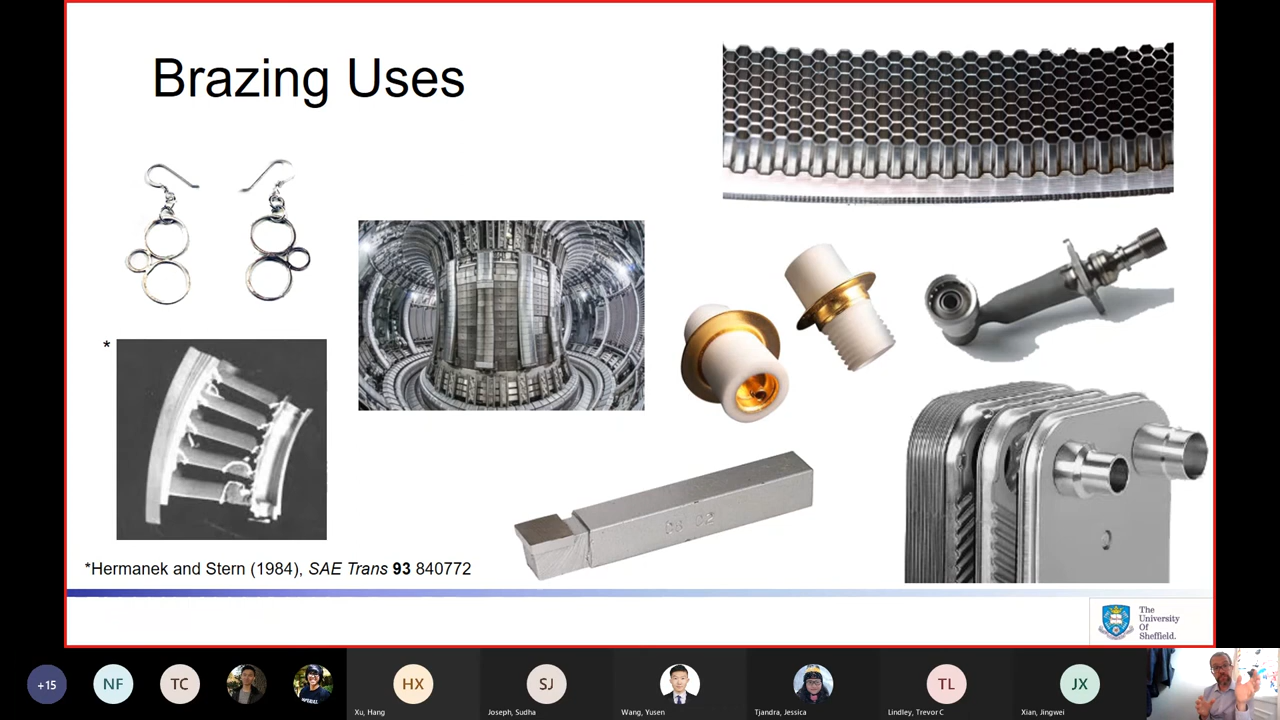 Brazing Uses
*
*Hermanek and Stern (1984), SAE Trans 93 840772
The
University
Of
Sheffield.
+15
NF
TC
HX
SJ
TL
JX
Xu, Hang
Joseph, Sudha
Wang, Yusen
Tjandra, Jessica
Lindley, Trevor C
Xian, Jingwei